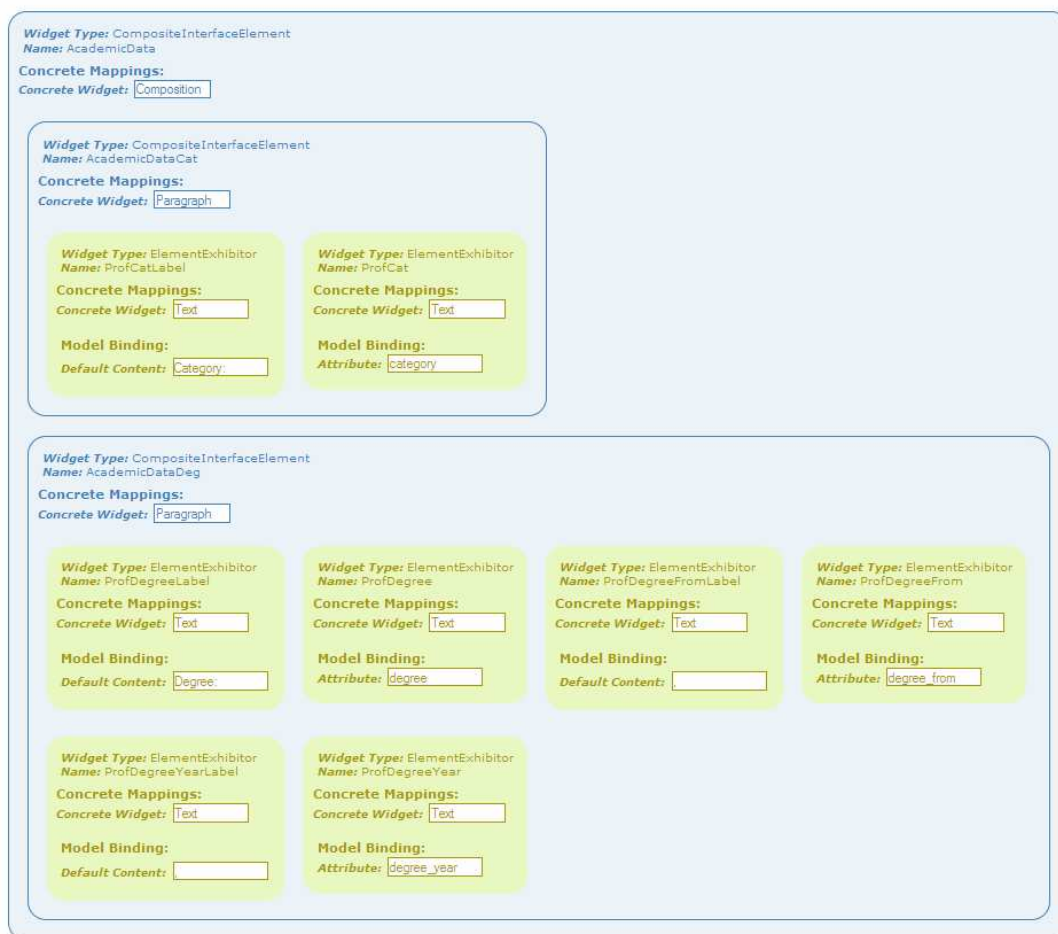 Widget Type: CompositeInterfaceElement
Name: AcademicData
Concrete Mappings:
Concrete Widget: Composition
Widget Type: CompositeInterfaceElement
Name: AcademicDataCat
Concrete Mappings:
Concrete Widget: Paragraph
Widget Type: ElementExhibitor
Name: ProfCatLabel
Concrete Mappings:
Concrete Widget: Text
Model Binding:
Default Content: Category:
Widget Type: ElementExhibitor
Name: ProfCat
Concrete Mappings:
Concrete Widget: Text
Model Binding:
Attribute: category
Widget Type: CompositeInterfaceElement
Name: AcademicDataDeg
Concrete Mappings:
Concrete Widget: Paragraph
Widget Type: ElementExhibitor
Name: ProfDegreeLabel
Concrete Mappings:
Concrete Widget: Text
Model Binding:
Default Content: Degree:
Widget Type: ElementExhibitor
Name: ProfDegree
Concrete Mappings:
Concrete Widget: Text
Model Binding:
Attribute: degree
Widget Type: ElementExhibitor
Name: ProfDegreeFromLabel
Concrete Mappings:
Concrete Widget: Text
Model Binding:
Default Content: ,
Widget Type: ElementExhibitor
Name: ProfDegreeFrom
Concrete Mappings:
Concrete Widget: Text
Model Binding:
Attribute: degree_from
Widget Type: ElementExhibitor
Name: ProfDegreeYearLabel
Concrete Mappings:
Concrete Widget: Text
Model Binding:
Default Content: ,
Widget Type: ElementExhibitor
Name: ProfDegreeYear
Concrete Mappings:
Concrete Widget: Text
Model Binding:
Attribute: degree_year